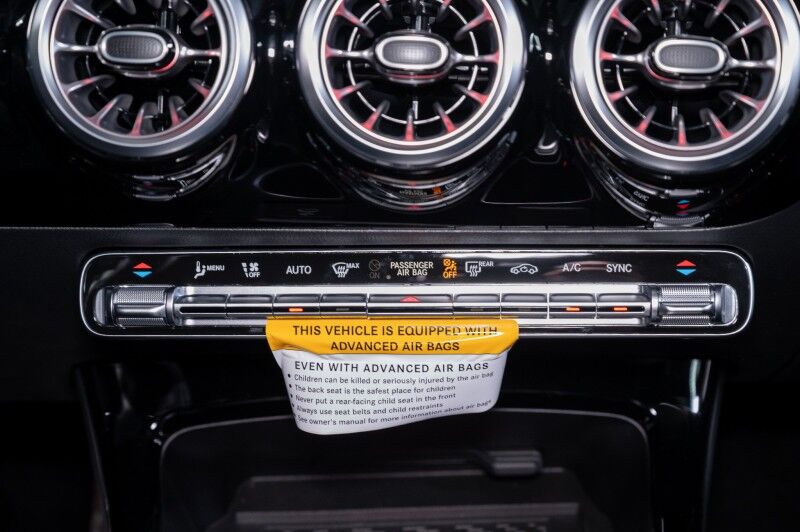 MENU
OFF
AUTO
MAX
ON
PASSENGER
AIR BAG
OFF
REAR
A/C
SYNC
THIS VEHICLE IS EQUIPPED WITH
ADVANCED AIR BAGS
EVEN WITH ADVANCED AIR BAGS
• Children can be killed or seriously injured by the air bag
• The back seat is the safest place for children
• Never put a rear-facing child seat in the front
• Always use seat belts and child restraints
• See owner's manual for more information about air bags